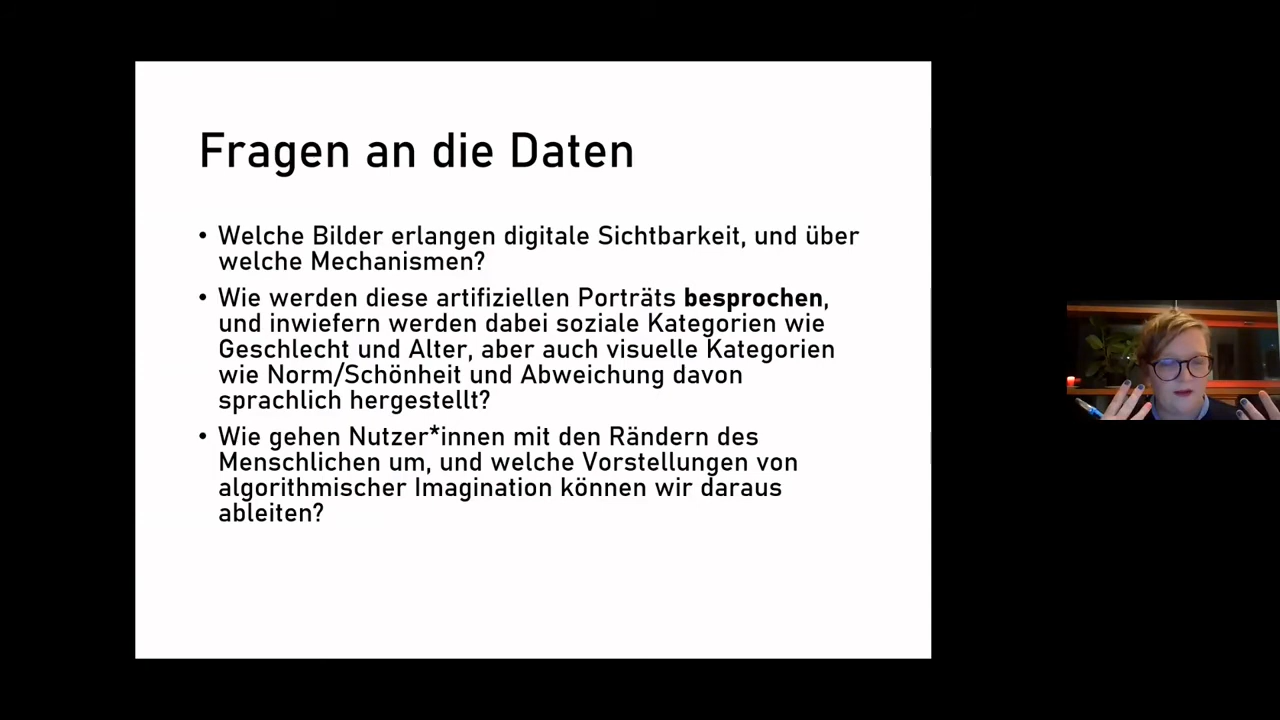 Fragen an die Daten
• Welche Bilder erlangen digitale Sichtbarkeit, und über
welche Mechanismen?
• Wie werden diese artifiziellen Porträts besprochen,
und inwiefern werden dabei soziale Kategorien wie
Geschlecht und Alter, aber auch visuelle Kategorien
wie Norm/Schönheit und Abweichung davon
sprachlich hergestellt?
• Wie gehen Nutzer*innen mit den Rändern des
Menschlichen um, und welche Vorstellungen von
algorithmischer Imagination können wir daraus
ableiten?